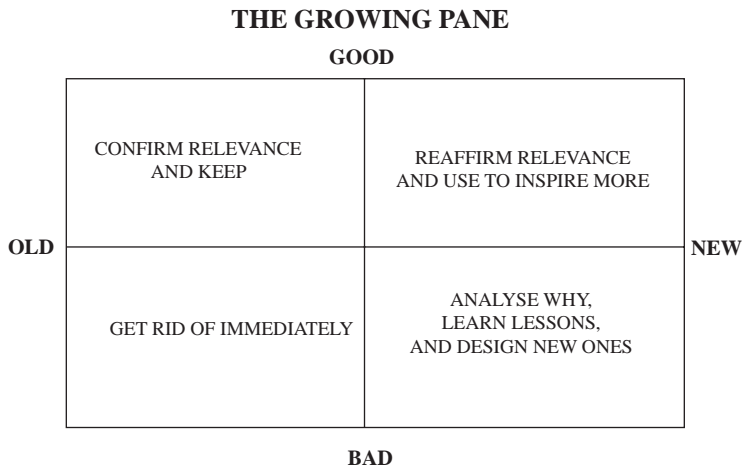 THE GROWING PANE
GOOD
CONFIRM RELEVANCE
AND KEEP
REAFFIRM RELEVANCE
AND USE TO INSPIRE MORE
OLD
NEW
GET RID OF IMMEDIATELY
ANALYSE WHY,
LEARN LESSONS,
AND DESIGN NEW ONES
BAD